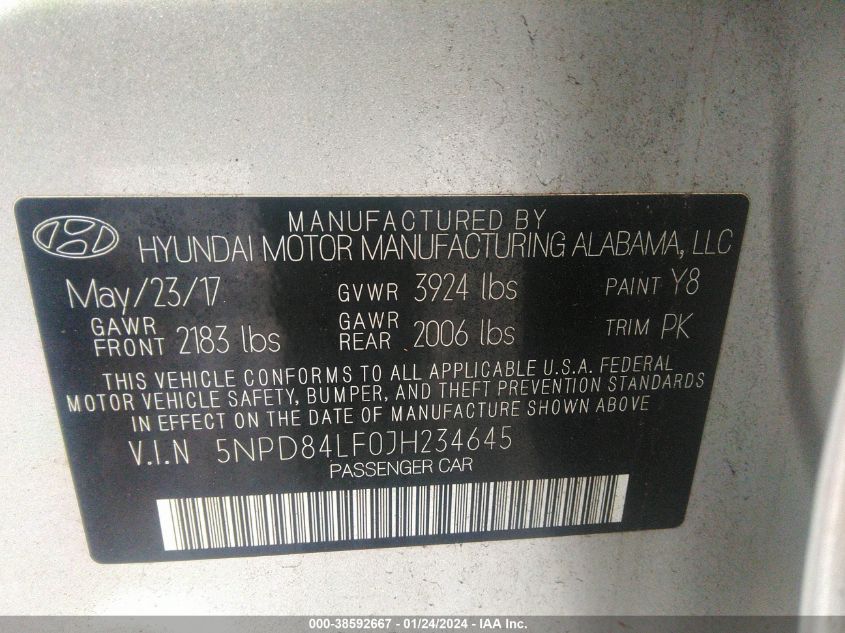 MANUFACTURED BY
HYUNDAI MOTOR MANUFACTURING ALABAMA, LLC
May/23/17 GVWR 3924 lbs PAINT Y8
GAWR FRONT 2183 lbs GAWR REAR 2006 lbs TRIM PK
THIS VEHICLE CONFORMS TO ALL APPLICABLE U.S.A. FEDERAL
MOTOR VEHICLE SAFETY, BUMPER, AND THEFT PREVENTION STANDARDS
IN EFFECT ON THE DATE OF MANUFACTURE SHOWN ABOVE
V.I.N 5NPD84LF0JH234645
PASSENGER CAR
000-38592667 - 01/24/2024 - IAA Inc.